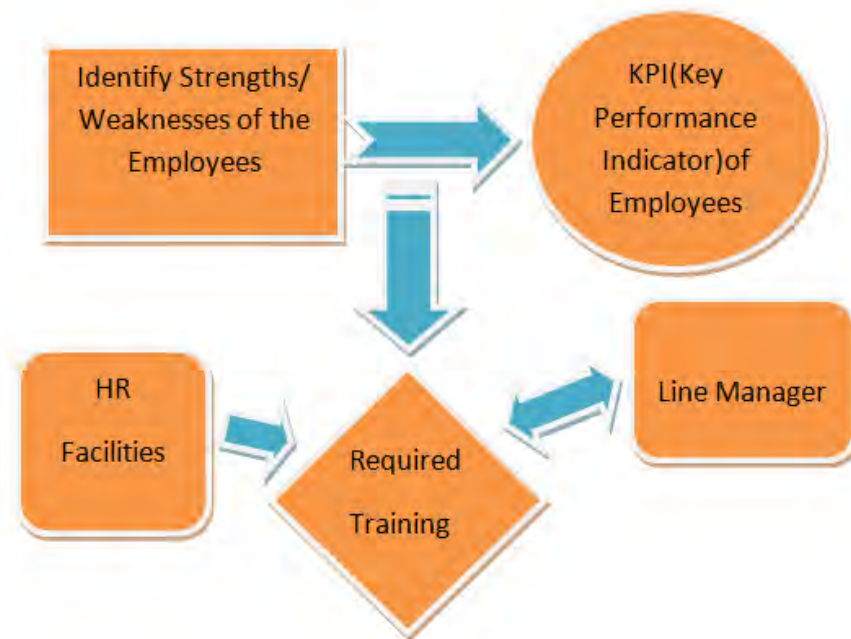 Identify Strengths/
Weaknesses of the
Employees
KPI(Key
Performance
Indicator)of
Employees
HR
Facilities
Required
Training
Line Manager